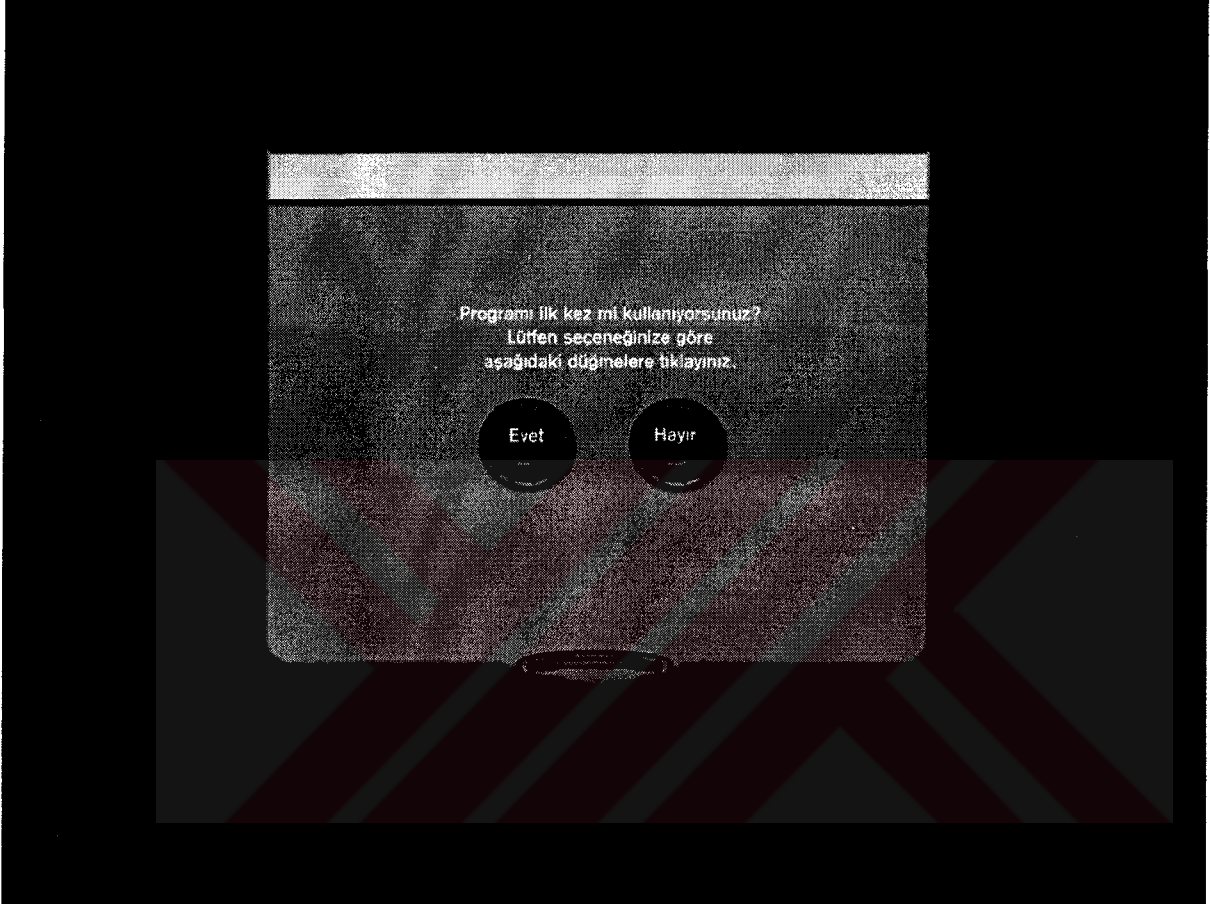 Programı ilk kez mi kullanıyorsunuz?
Lütfen seçeneğinize göre
aşağıdaki düğmelere tıklayınız.
Evet
Hayır